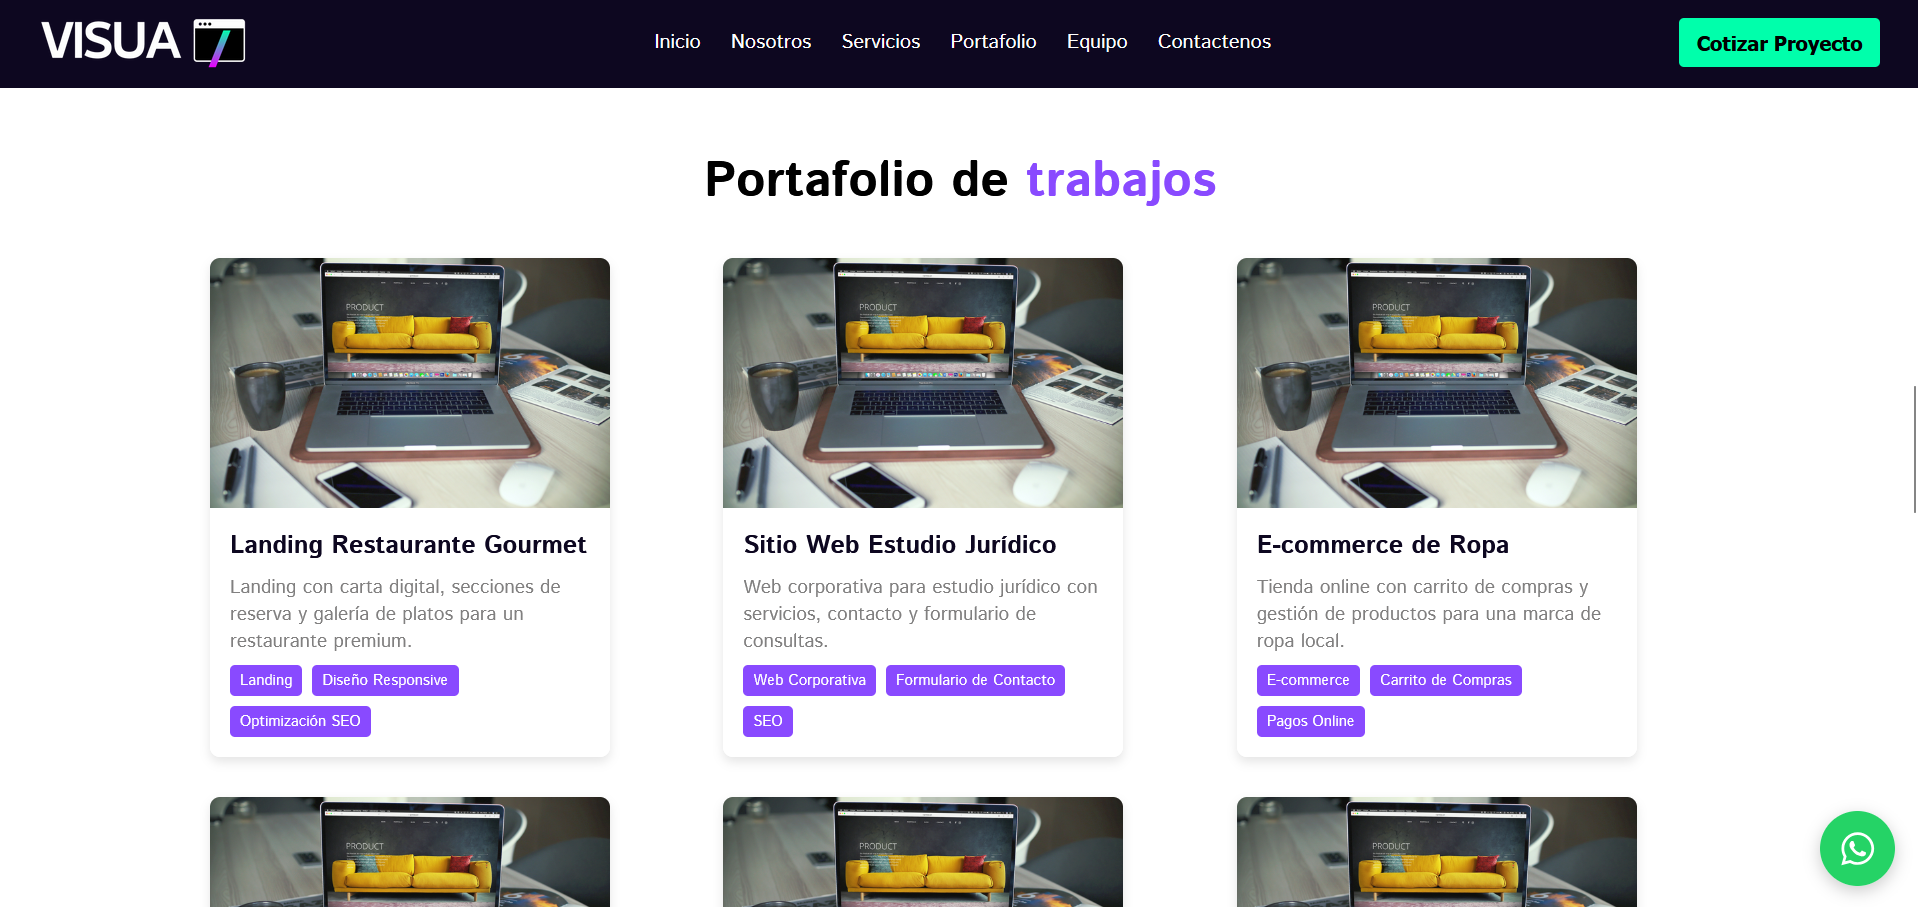 VISUA 7
Inicio Nosotros Servicios Portafolio Equipo Contactenos
Cotizar Proyecto
Portafolio de trabajos
PRODUCT
PRODUCT
PRODUCT
Landing Restaurante Gourmet
Landing con carta digital, secciones de
reserva y galería de platos para un
restaurante premium.
Landing Diseño Responsive
Optimización SEO
Sitio Web Estudio Jurídico
Web corporativa para estudio jurídico con
servicios, contacto y formulario de
consultas.
Web Corporativa Formulario de Contacto
SEO
E-commerce de Ropa
Tienda online con carrito de compras y
gestión de productos para una marca de
ropa local.
E-commerce Carrito de Compras
Pagos Online
PRODUCT
PRODUCT
PRODUCT